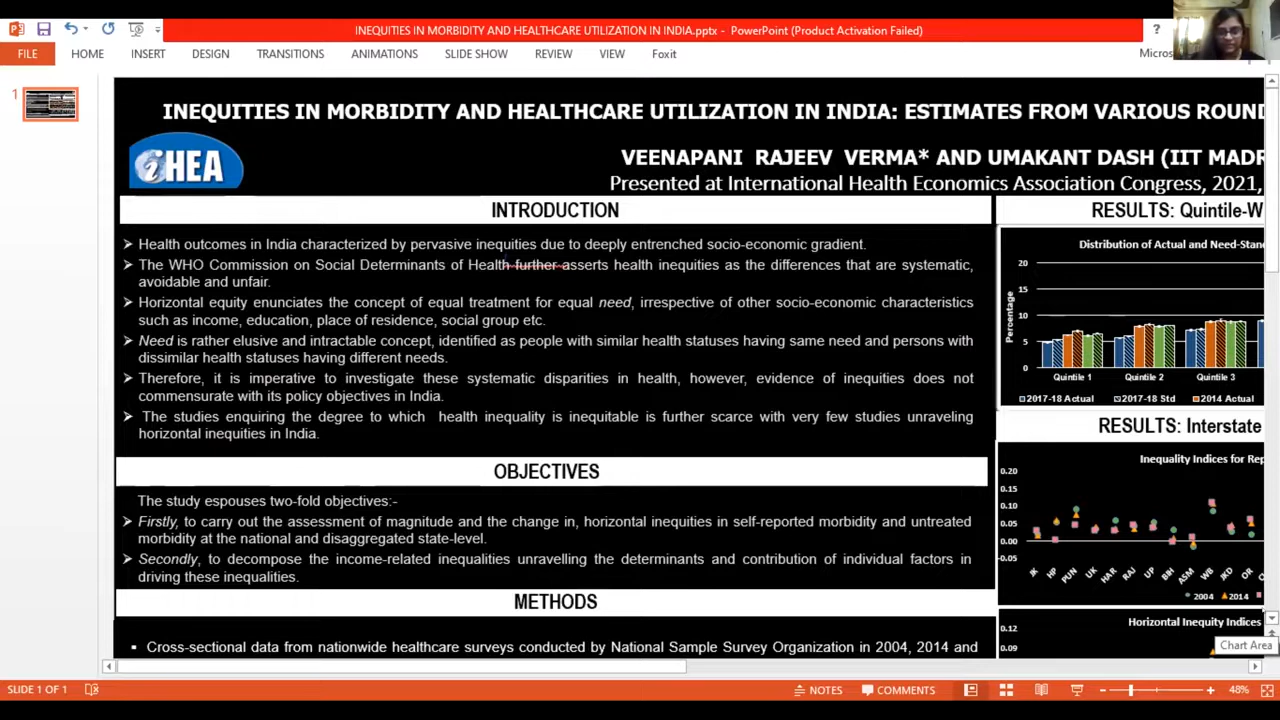 INEQUITIES IN MORBIDITY AND HEALTHCARE UTILIZATION IN INDIA.pptx - PowerPoint (Product Activation Failed)
?
FILE
HOME
INSERT
DESIGN
TRANSITIONS
ANIMATIONS
SLIDE SHOW
REVIEW
VIEW
Foxit
Micros
1
INEQUITIES IN MORBIDITY AND HEALTHCARE UTILIZATION IN INDIA: ESTIMATES FROM VARIOUS ROUND
iHEA
VEENAPANI RAJEEV VERMA* AND UMAKANT DASH (IIT MADR
Presented at International Health Economics Association Congress, 2021,
INTRODUCTION
➢ Health outcomes in India characterized by pervasive inequities due to deeply entrenched socio-economic gradient.
➢ The WHO Commission on Social Determinants of Health further asserts health inequities as the differences that are systematic,
avoidable and unfair.
➢ Horizontal equity enunciates the concept of equal treatment for equal need, irrespective of other socio-economic characteristics
such as income, education, place of residence, social group etc.
➢ Need is rather elusive and intractable concept, identified as people with similar health statuses having same need and persons with
dissimilar health statuses having different needs.
➢ Therefore, it is imperative to investigate these systematic disparities in health, however, evidence of inequities does not
commensurate with its policy objectives in India.
➢ The studies enquiring the degree to which health inequality is inequitable is further scarce with very few studies unraveling
horizontal inequities in India.
OBJECTIVES
The study espouses two-fold objectives:-
➢ Firstly, to carry out the assessment of magnitude and the change in, horizontal inequities in self-reported morbidity and untreated
morbidity at the national and disaggregated state-level.
➢ Secondly, to decompose the income-related inequalities unravelling the determinants and contribution of individual factors in
driving these inequalities.
METHODS
▪ Cross-sectional data from nationwide healthcare surveys conducted by National Sample Survey Organization in 2004, 2014 and
RESULTS: Quintile-W
Distribution of Actual and Need-Stan
Percentage
20
15
10
5
0
Quintile 1
Quintile 2
Quintile 3
2017-18 Actual
2017-18 Std
2014 Actual
RESULTS: Interstate
Inequality Indices for Rep
0.20
0.15
0.10
0.05
0.00
-0.05
JK
HP
PUN
UK
HAR
RAJ
UP
BIH
ASM
WB
JKD
OR
2004
2014
Horizontal Inequity Indices
0.12
0.09
Chart Area
SLIDE 1 OF 1
NOTES
COMMENTS
48%